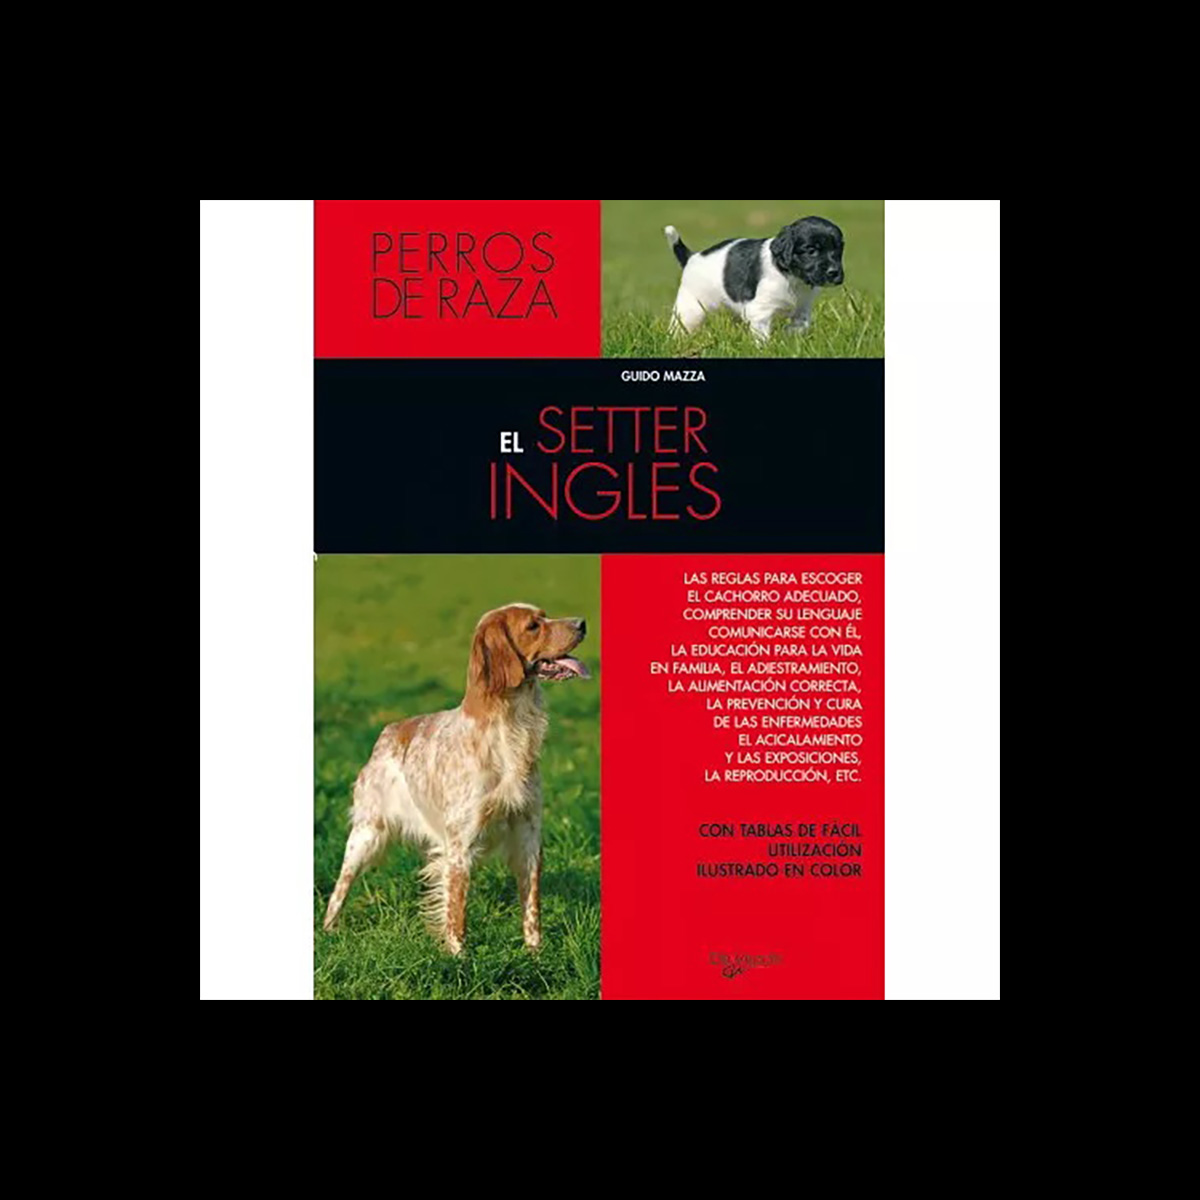 PERROS
DE RAZA
GUIDO MAZZA
EL SETTER
INGLES
LAS REGLAS PARA ESCOGER
EL CACHORRO ADECUADO,
COMPRENDER SU LENGUAJE
COMUNICARSE CON ÉL,
LA EDUCACIÓN PARA LA VIDA
EN FAMILIA, EL ADIESTRAMIENTO,
LA ALIMENTACIÓN CORRECTA,
LA PREVENCIÓN Y CURA
DE LAS ENFERMEDADES
EL ACICALAMIENTO
Y LAS EXPOSICIONES,
LA REPRODUCCIÓN, ETC.
CON TABLAS DE FÁCIL
UTILIZACIÓN
ILUSTRADO EN COLOR